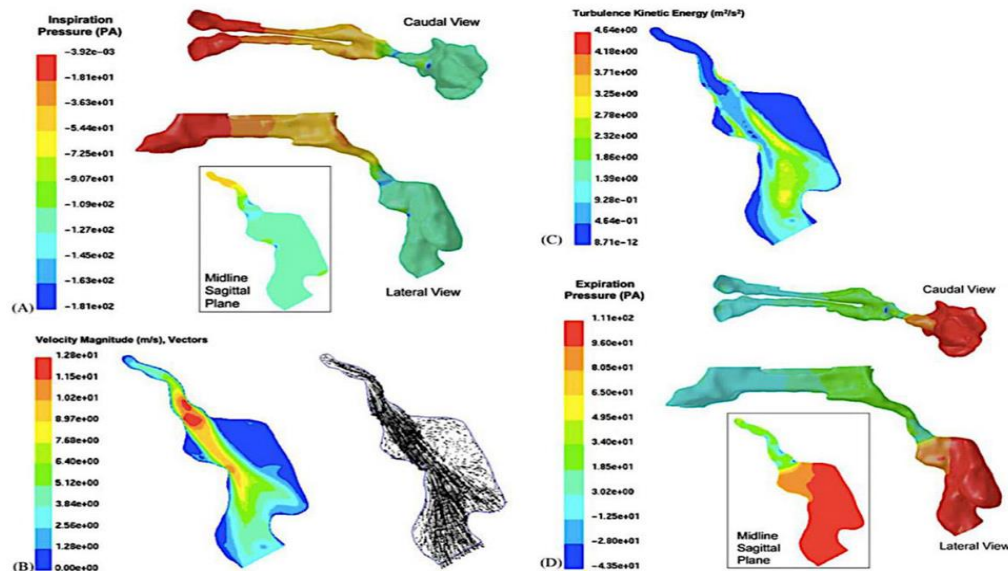 Inspiration
Pressure (PA)
Caudal View
-3.92e-03
-1.81e+01
-3.63e+01
-5.44e+01
-7.25e+01
-9.07e+01
-1.09e+02
-1.27e+02
-1.45e+02
-1.63e+02
-1.81e+02
Midline
Sagittal
Plane
Lateral View
(A)
Velocity Magnitude (m/s), Vectors
1.28e+01
1.15e+01
1.02e+01
8.97e+00
7.68e+00
6.40e+00
5.12e+00
3.84e+00
2.56e+00
1.28e+00
0.00e+00
(B)
Turbulence Kinetic Energy (m²/s²)
4.64e+00
4.18e+00
3.71e+00
3.25e+00
2.78e+00
2.32e+00
1.86e+00
1.39e+00
9.28e-01
4.64e-01
8.71e-12
(C)
Expiration
Pressure (PA)
Caudal View
1.11e+02
9.60e+01
8.05e+01
6.50e+01
4.95e+01
3.40e+01
1.85e+01
3.02e+00
-1.25e+01
-2.80e+01
-4.35e+01
Midline
Sagittal
Plane
Lateral View
(D)